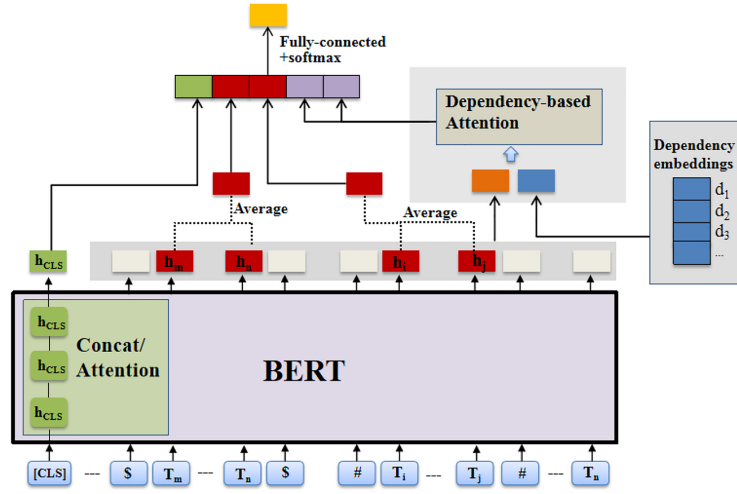 Fully-connected
+softmax
Dependency-based
Attention
Dependency
embeddings
d1
d2
d3
...
Average
Average
hCLS
hm
hn
hi
hj
hCLS
hCLS
hCLS
Concat/
Attention
BERT
[CLS] --- $ Tm --- Tn $ # Ti --- Tj # --- Tn